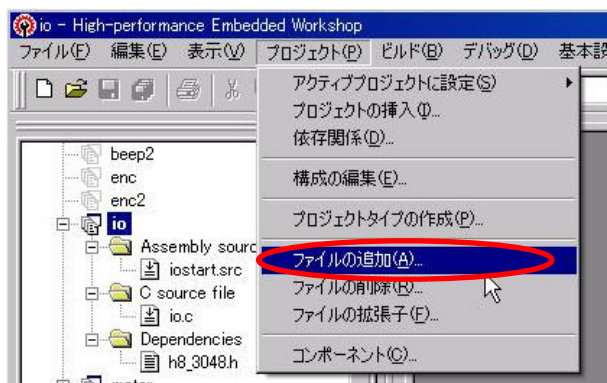 io - High-performance Embedded Workshop
ファイル(F) 編集(E) 表示(V) プロジェクト(P) ビルド(B) デバッグ(D) 基本設
アクティブプロジェクトに設定(S)
プロジェクトの挿入(I)...
依存関係(D)...
構成の編集(E)...
プロジェクトタイプの作成(P)...
ファイルの追加(A)...
ファイルの削除(R)...
ファイルの拡張子(F)...
コンポーネント(C)...
beep2
enc
enc2
io
Assembly sourc
iostart.src
C source file
io.c
Dependencies
h8_3048.h